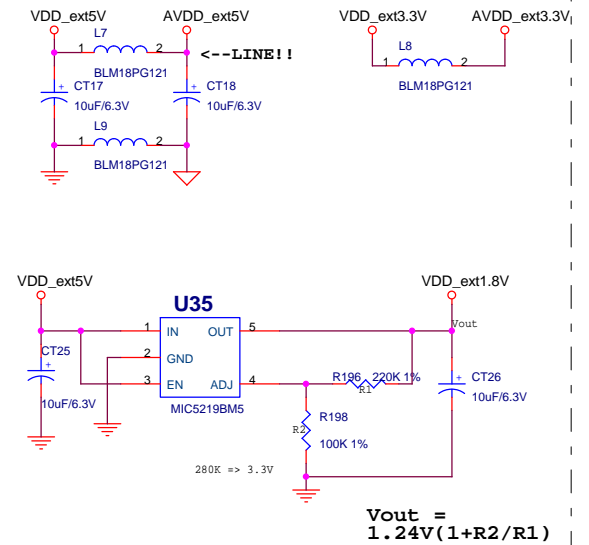 VDD_ext5V AVDD_ext5V VDD_ext3.3V AVDD_ext3.3V
L7 L8
1 2 <--LINE!! 1 2
BLM18PG121 BLM18PG121
+ CT17 + CT18
10uF/6.3V 10uF/6.3V
L9
1 2
BLM18PG121
VDD_ext5V VDD_ext1.8V
U35
1 IN OUT 5 Vout
2 GND
CT25 +
3 EN ADJ 4 R196 220K 1% + CT26
R1
10uF/6.3V MIC5219BM5 10uF/6.3V
R198
R2
100K 1%
280K => 3.3V
Vout =
1.24V(1+R2/R1)